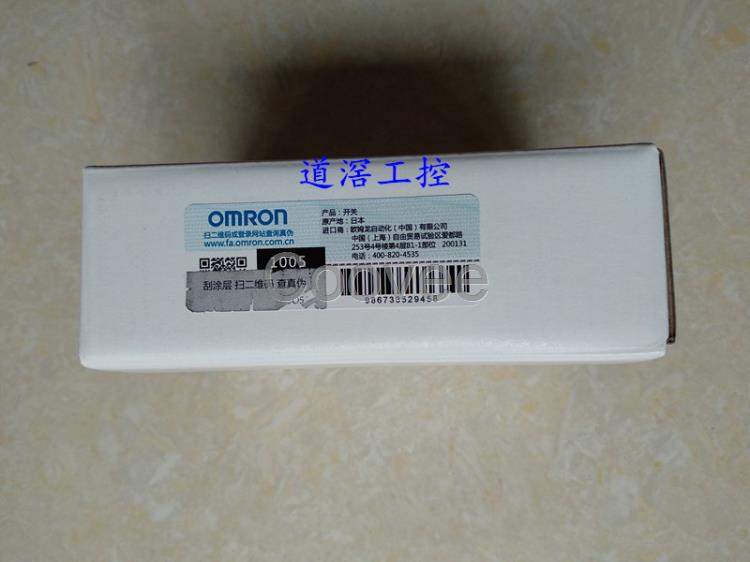 道滘工控
OMRON
扫二维码或登录网站查询真伪
www.fa.omron.com.cn
产品：开关
原产地：日本
进口商：欧姆龙自动化（中国）有限公司
中国（上海）自由贸易试验区爱都路
253号4号楼第4层B1-1部位 200131
电话：400-820-4535
1005
刮涂层 扫二维码 查真伪
Coovee
986733529458